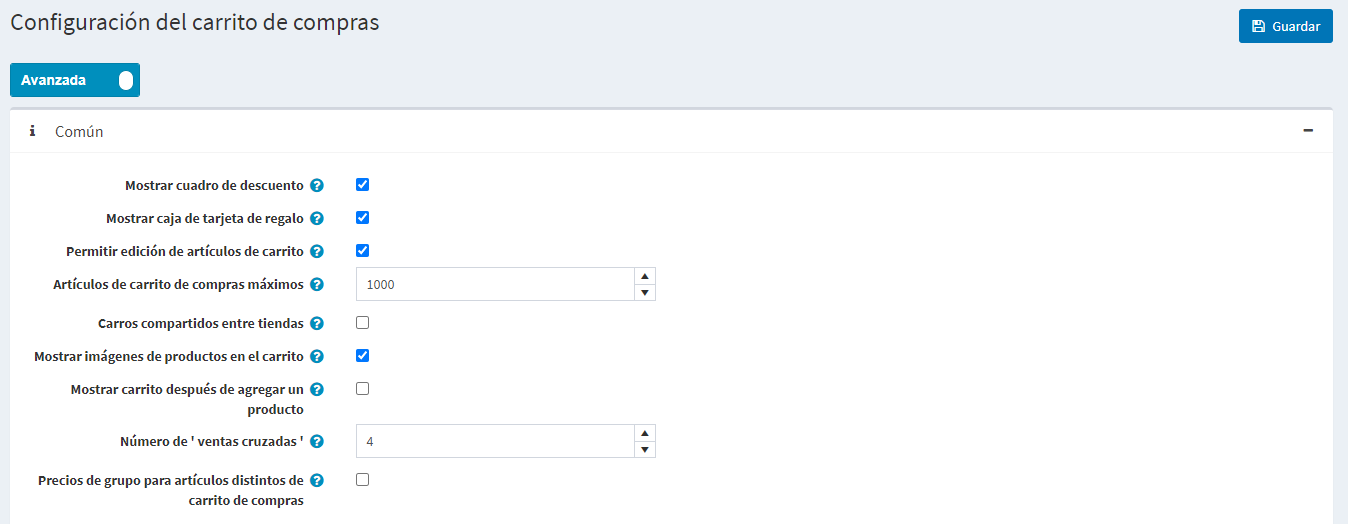 Configuración del carrito de compras
Guardar
Avanzada
Común
Mostrar cuadro de descuento
Mostrar caja de tarjeta de regalo
Permitir edición de artículos de carrito
Artículos de carrito de compras máximos
1000
Carros compartidos entre tiendas
Mostrar imágenes de productos en el carrito
Mostrar carrito después de agregar un
producto
Número de ' ventas cruzadas '
4
Precios de grupo para artículos distintos de
carrito de compras